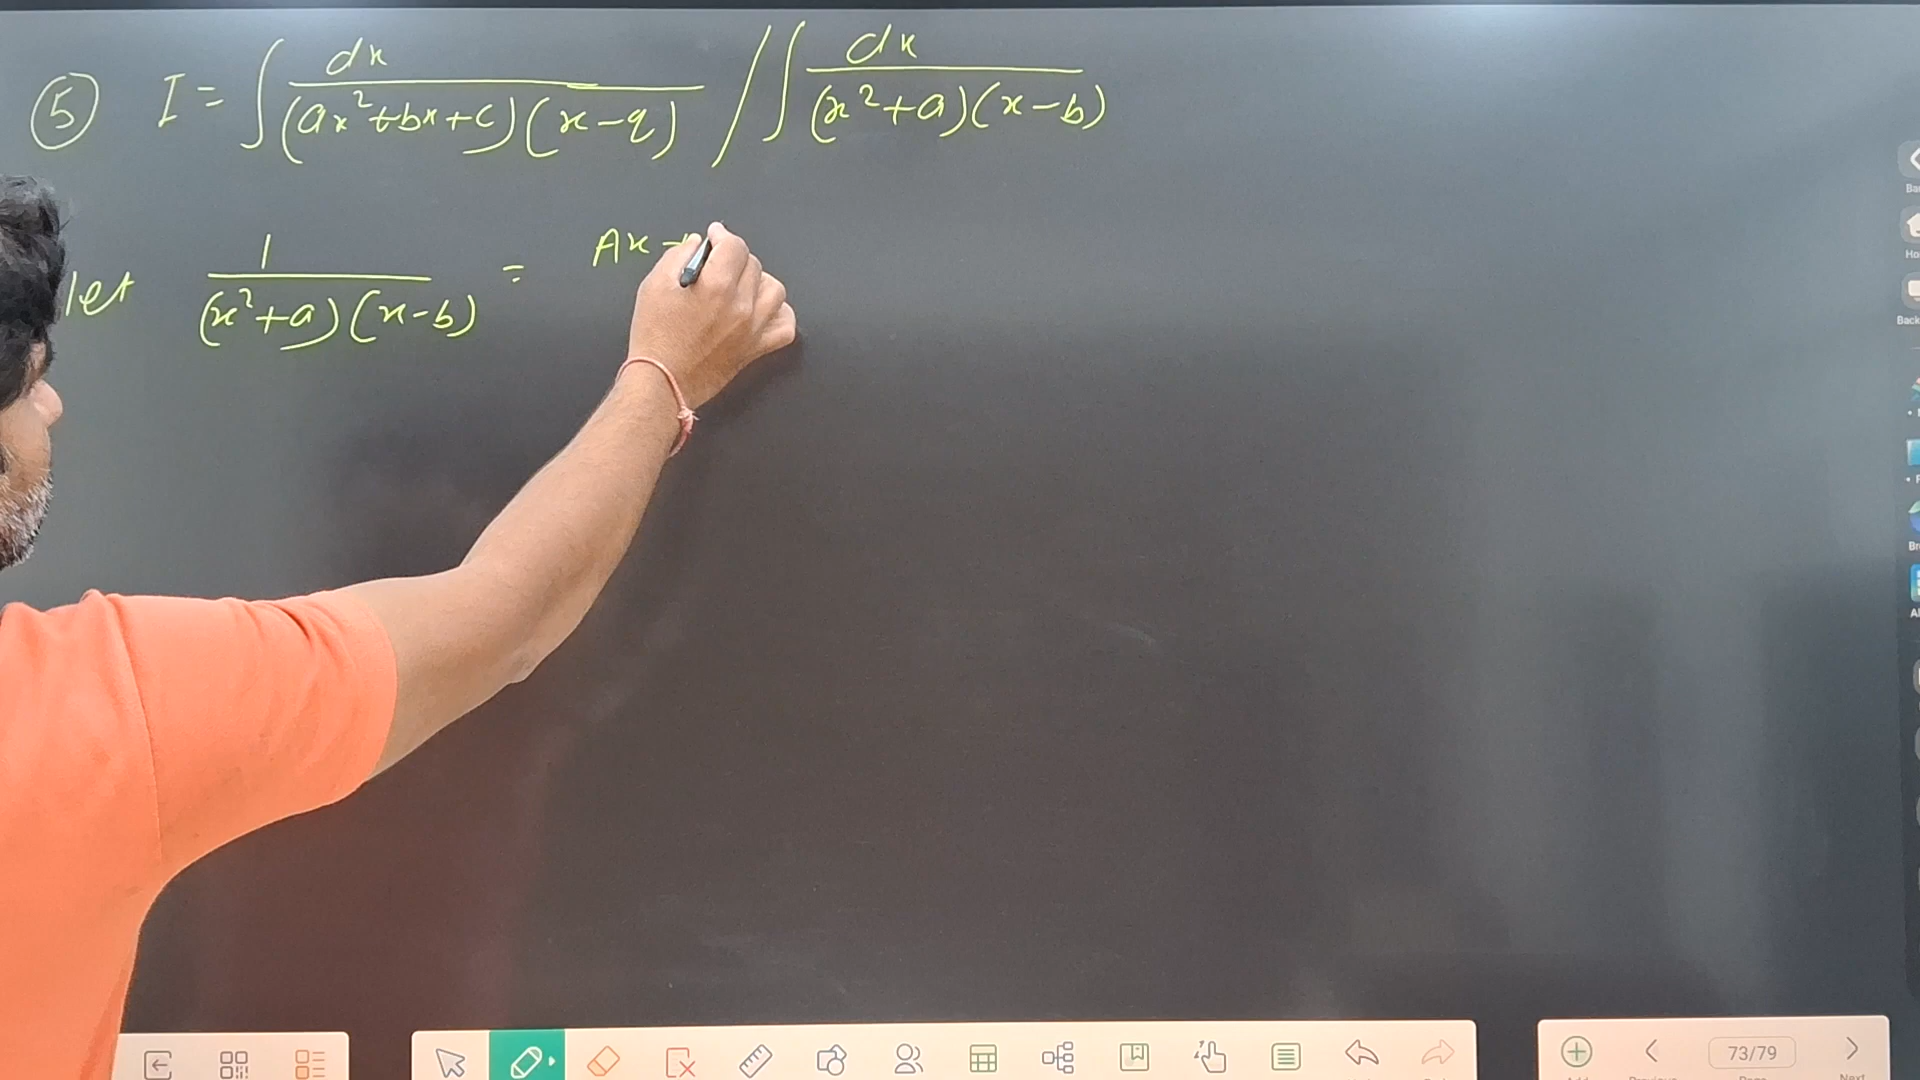 ⑤ I = ∫ dx / (ax²+bx+c)(x-q) / ∫ dx / (x²+a)(x-b)
let 1 / (x²+a)(x-b) = Ax +
73/79